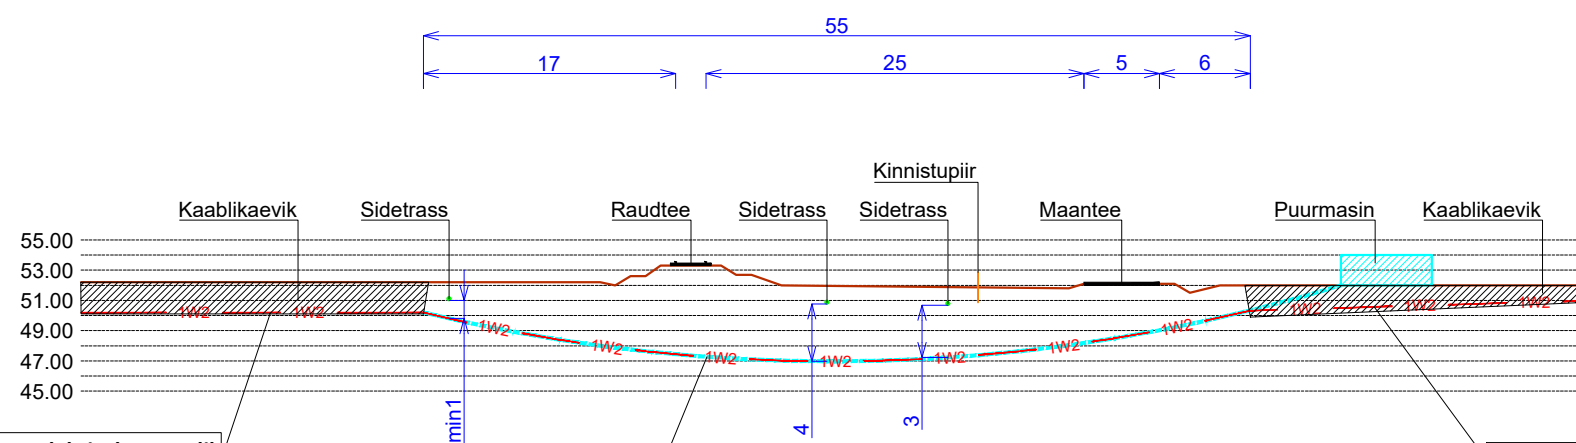 55
17 25 5 6
Kinnistupiir
Kaablikaevik Sidetrass Raudtee Sidetrass Sidetrass Maantee Puurmasin Kaablikaevik
55.00
53.00
51.00
49.00
47.00
45.00
1W2 1W2 1W2 1W2 1W2 1W2 1W2 1W2 1W2 1W2 1W2 1W2
min1
4
3